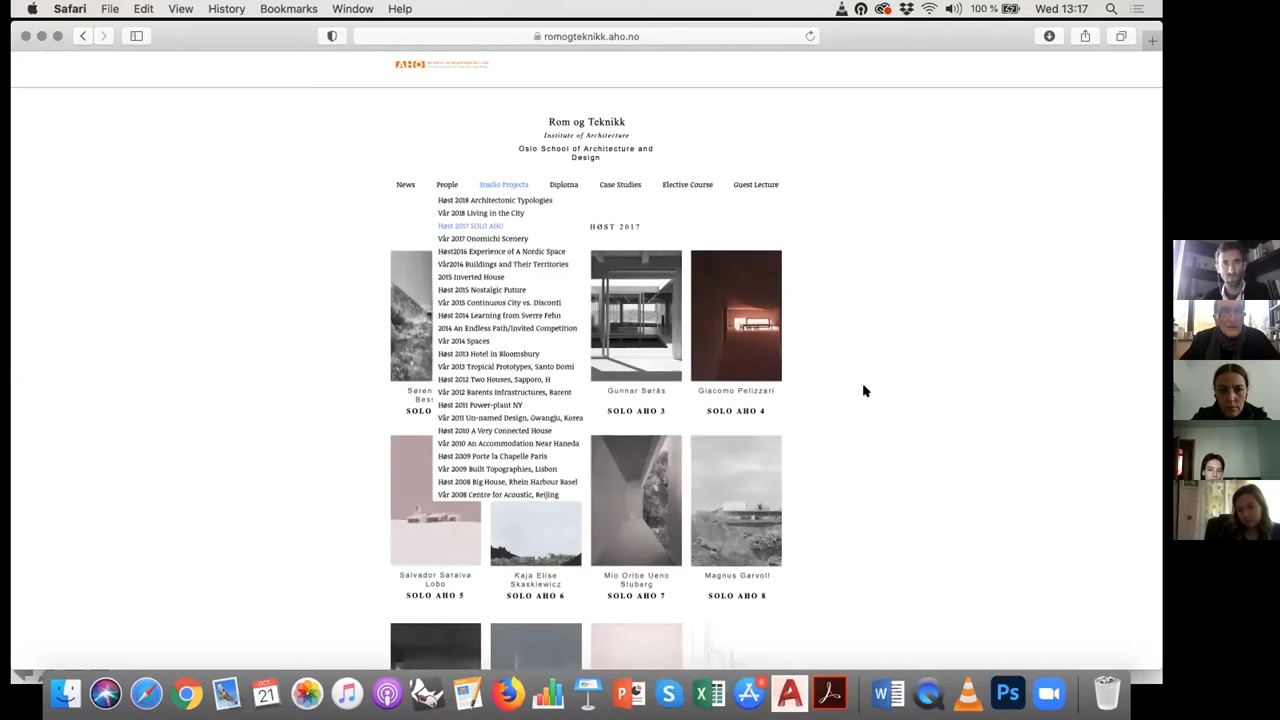 Safari File Edit View History Bookmarks Window Help
100 % Wed 13:17
romogteknikk.aho.no
AHO
Rom og Teknikk
Institute of Architecture
Oslo School of Architecture and
Design
News People Studio Projects Diploma Case Studies Elective Course Guest Lecture
Høst 2018 Architectonic Typologies
Vår 2018 Living in the City
Høst 2017 SOLO AHO
HØST 2017
Vår 2017 Onomichi Scenery
Høst2016 Experience of A Nordic Space
Vår2016 Buildings and Their Territories
2015 Inverted House
Høst 2015 Nostalgic Future
Vår 2015 Continuous City vs. Disconti
Høst 2014 Learning from Sverre Fehn
2014 An Endless Path/Invited Competition
Vår 2014 Spaces
Høst 2013 Hotel in Bloomsbury
Vår 2013 Tropical Prototypes, Santo Domi
Høst 2012 Two Houses, Sapporo, H
Vår 2012 Barents Infrastructures, Barent
Høst 2011 Power-plant NY
Vår 2011 Un-named Design, Gwangju, Korea
Høst 2010 A Very Connected House
Vår 2010 An Accommodation Near Haneda
Høst 2009 Porte la Chapelle Paris
Vår 2009 Built Topographies, Lisbon
Høst 2008 Big House, Rhein Harbour Basel
Vår 2008 Centre for Acoustic, Beijing
Søren
Bess
SOLO
Gunnar Sørås
SOLO AHO 3
Giacomo Pelizzari
SOLO AHO 4
Salvador Saraiva
Lobo
SOLO AHO 5
Kaja Elise
Skaskiewicz
SOLO AHO 6
Mio Oribe Ueno
Stuberg
SOLO AHO 7
Magnus Garvoll
SOLO AHO 8
OCT
21
6